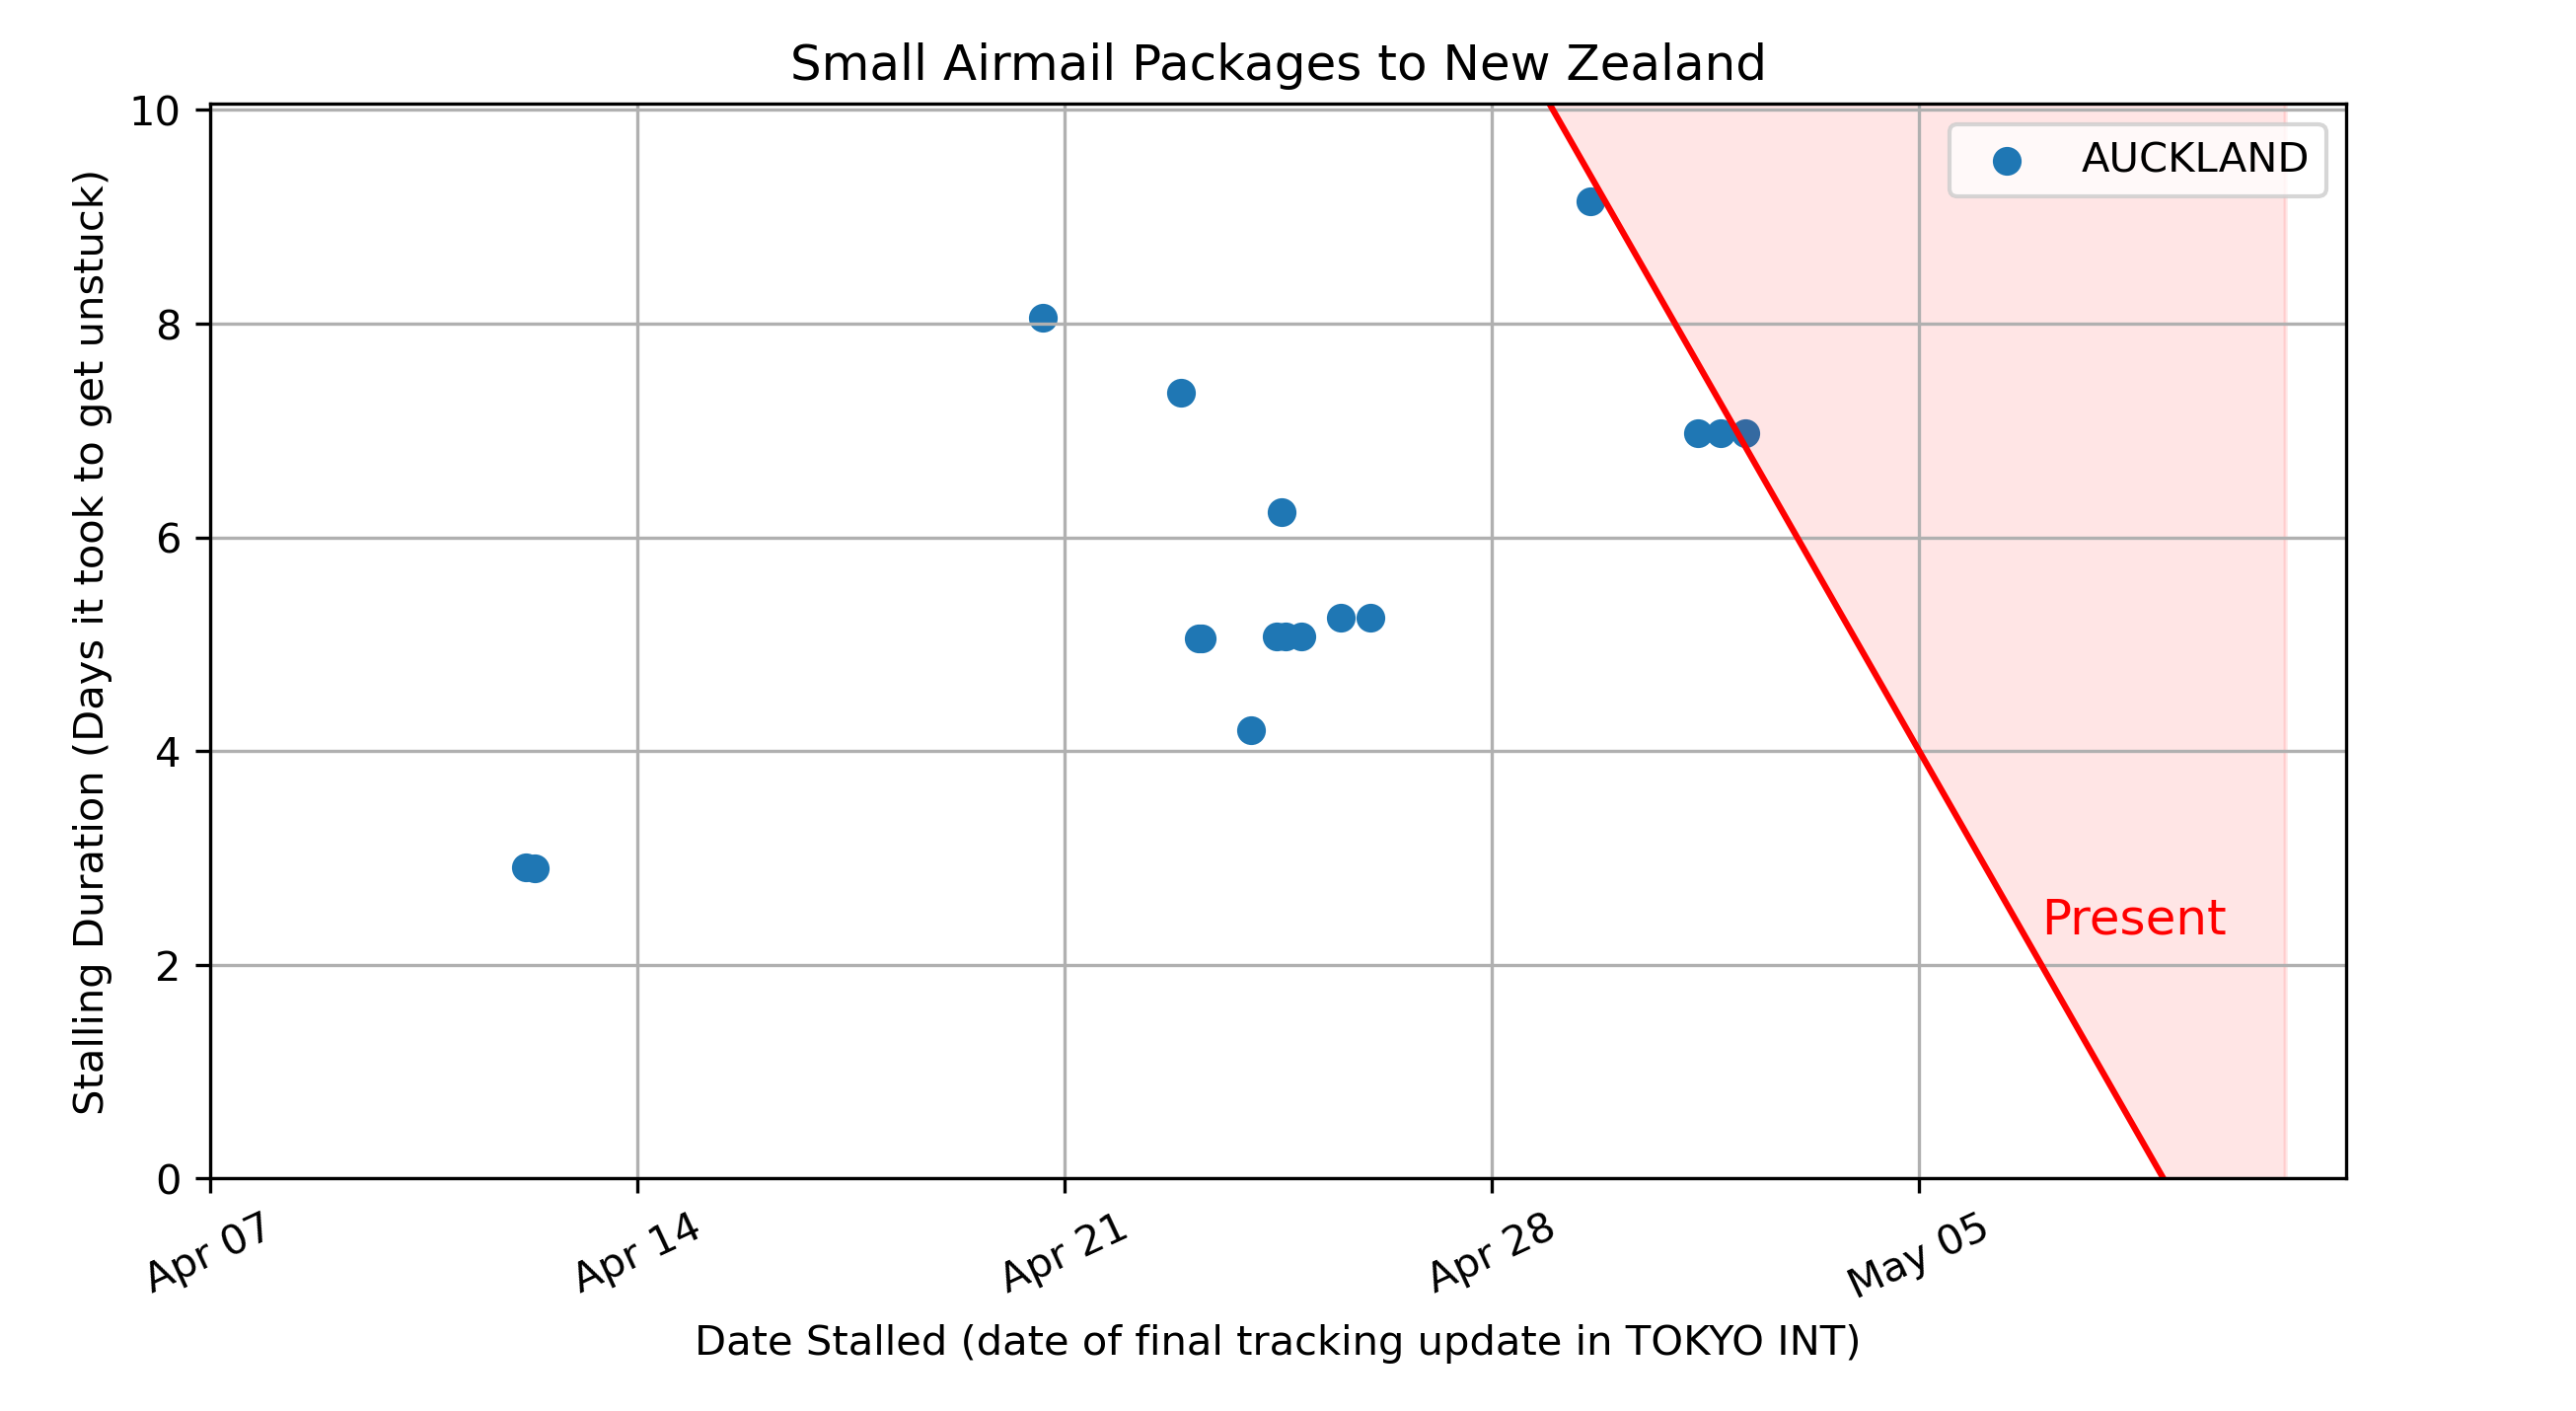 Small Airmail Packages to New Zealand
Stalling Duration (Days it took to get unstuck)
10
8
6
4
2
0
AUCKLAND
Present
Apr 07
Apr 14
Apr 21
Apr 28
May 05
Date Stalled (date of final tracking update in TOKYO INT)